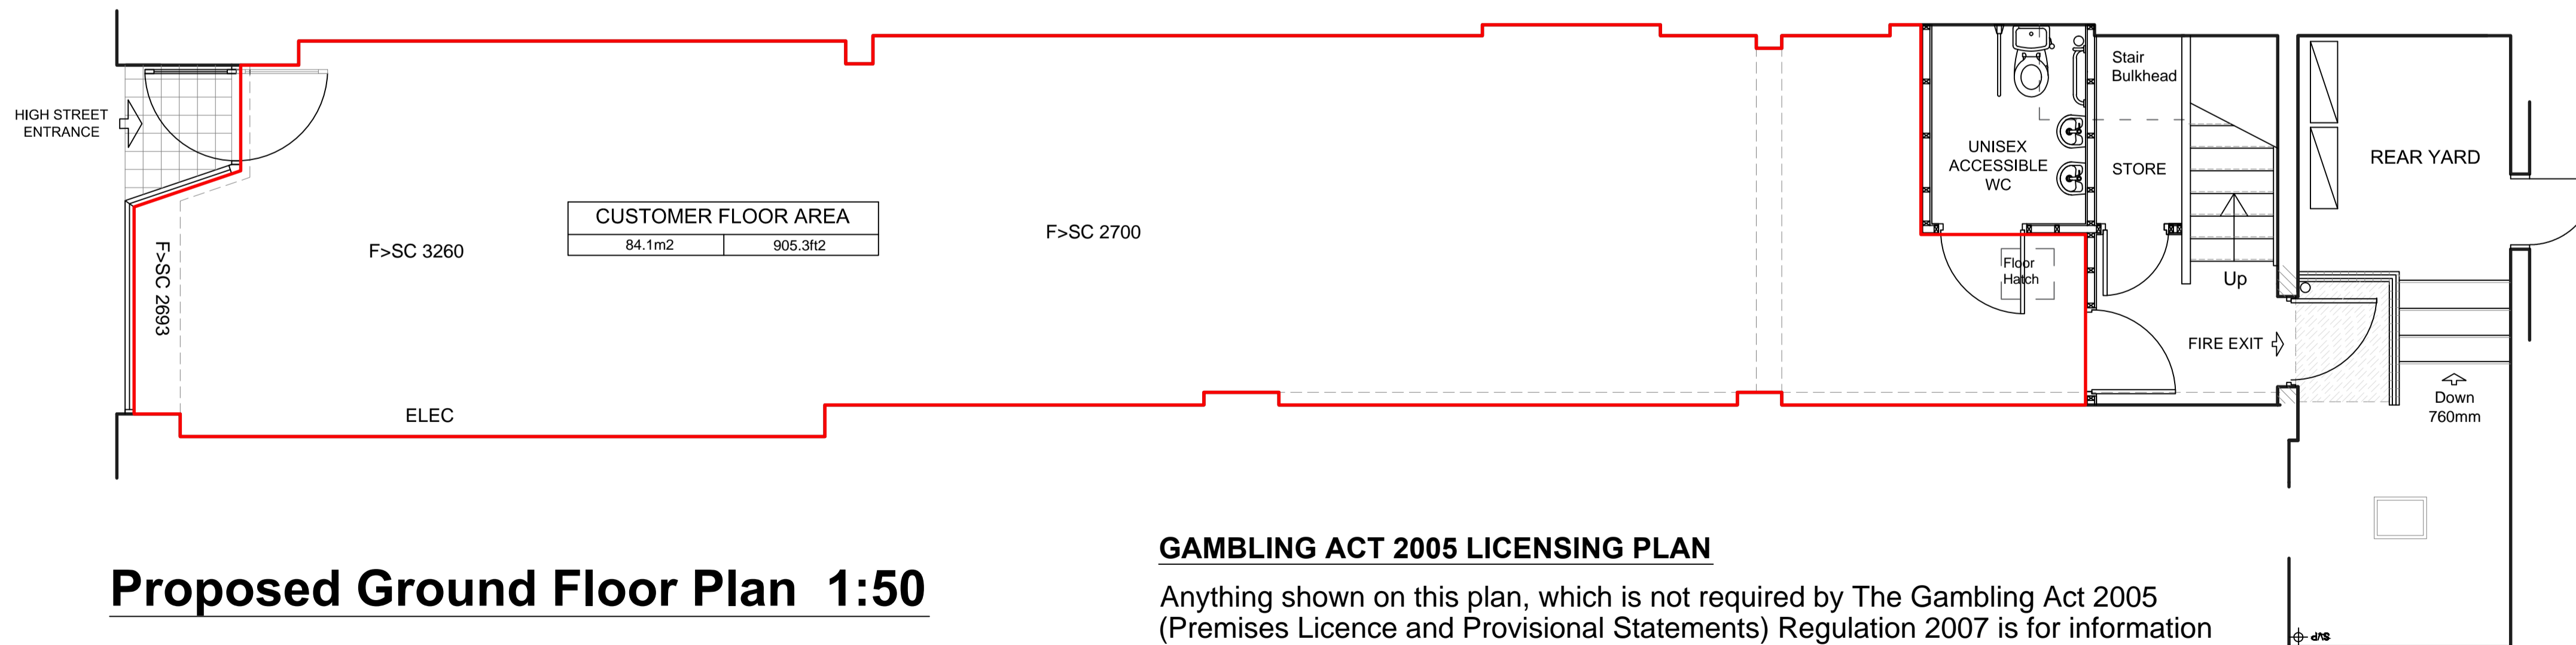 HIGH STREET
ENTRANCE
F>SC 2693
F>SC 3260
ELEC
CUSTOMER FLOOR AREA
84.1m2 905.3ft2
F>SC 2700
UNISEX
ACCESSIBLE
WC
Floor
Hatch
Stair
Bulkhead
STORE
Up
FIRE EXIT
REAR YARD
Down
760mm
SVP
Proposed Ground Floor Plan 1:50
GAMBLING ACT 2005 LICENSING PLAN
Anything shown on this plan, which is not required by The Gambling Act 2005
(Premises Licence and Provisional Statements) Regulation 2007 is for information